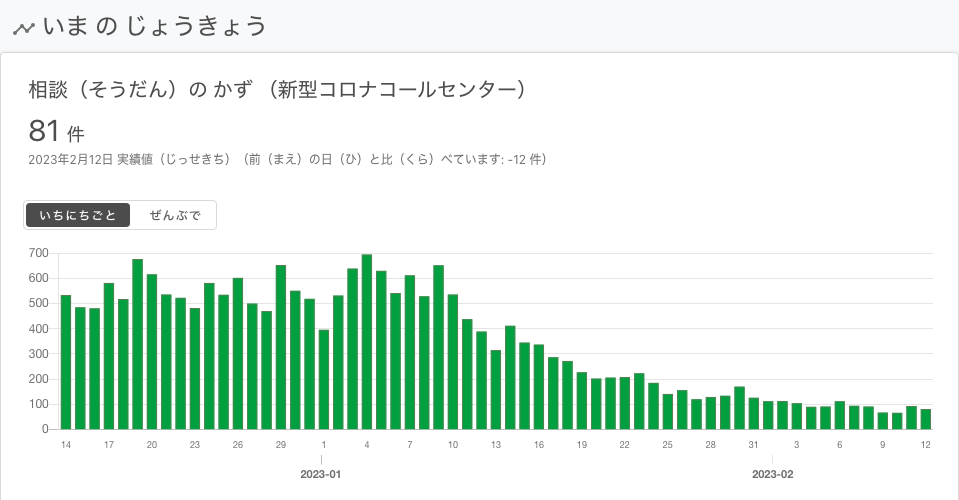 いま の じょうきょう
相談（そうだん）の かず （新型コロナコールセンター）
81 件
2023年2月12日 実績値（じっせきち）（前（まえ）の日（ひ）と比（くら）べています: -12 件）
いちにちごと ぜんぶで
700
600
500
400
300
200
100
0
14 17 20 23 26 29 1 4 7 10 13 16 19 22 25 28 31 3 6 9 12
2023-01 2023-02